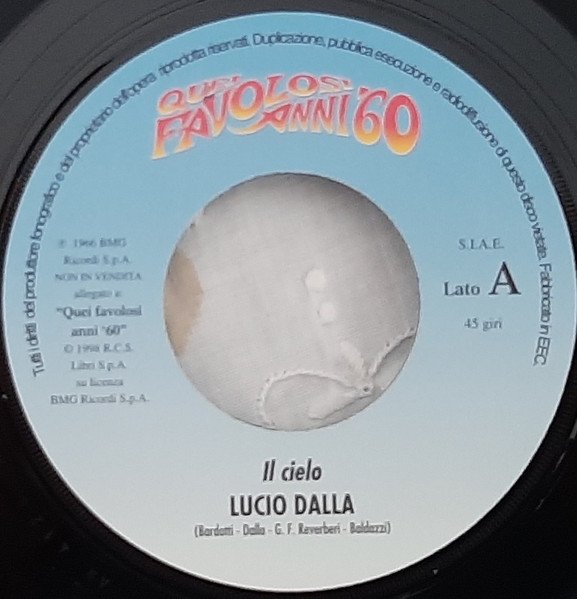 Tutti i diritti del produttore fonografico e del proprietario dell'opera riprodotta riservati. Duplicazione, pubblica esecuzione e radiodiffusione di questo disco vietate. Fabbricato in EEC
QUEI
FAVOLOSI
ANNI '60
℗ 1966 BMG
Ricordi S.p.A.
NON IN VENDITA
allegato a:
"Quei favolosi
anni '60"
© 1998 R.C.S.
Libri S.p.A.
su licenza
BMG Ricordi S.p.A.
S.I.A.E.
Lato A
45 giri
Il cielo
LUCIO DALLA
(Bardotti - Dalla - G. F. Reverberi - Baldazzi)